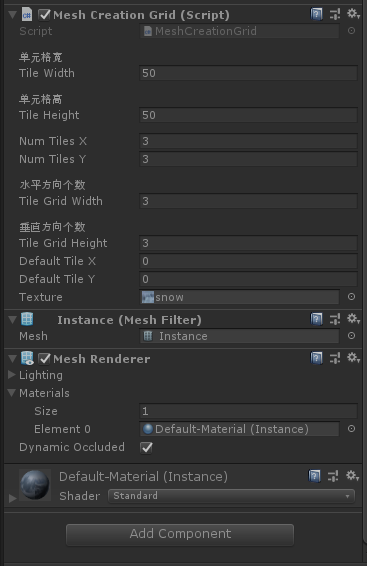 Mesh Creation Grid (Script)
Script MeshCreationGrid
单元格宽
Tile Width 50
单元格高
Tile Height 50
Num Tiles X 3
Num Tiles Y 3
水平方向个数
Tile Grid Width 3
垂直方向个数
Tile Grid Height 3
Default Tile X 0
Default Tile Y 0
Texture snow
Instance (Mesh Filter)
Mesh Instance
Mesh Renderer
Lighting
Materials
Size 1
Element 0 Default-Material (Instance)
Dynamic Occluded
Default-Material (Instance)
Shader Standard
Add Component